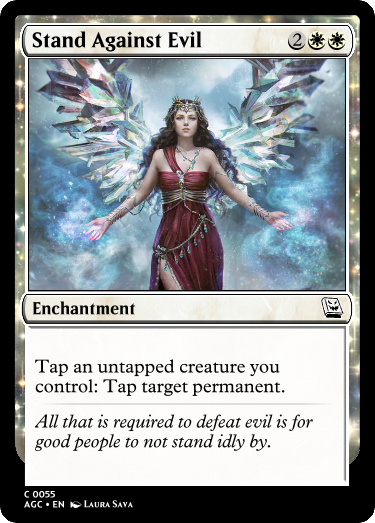 Stand Against Evil 2
Enchantment
Tap an untapped creature you
control: Tap target permanent.
All that is required to defeat evil is for
good people to not stand idly by.
C 0055
AGC • EN Laura Sava